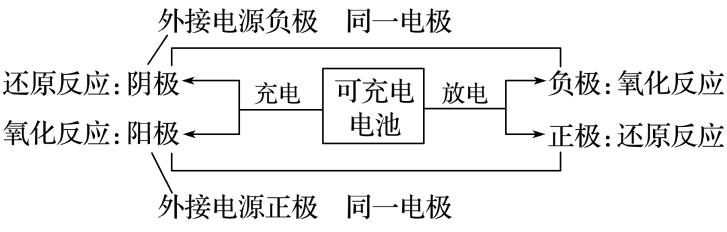 外接电源负极 同一电极
还原反应:阴极 充电 可充电 放电 负极:氧化反应
氧化反应:阳极 电池 正极:还原反应
外接电源正极 同一电极